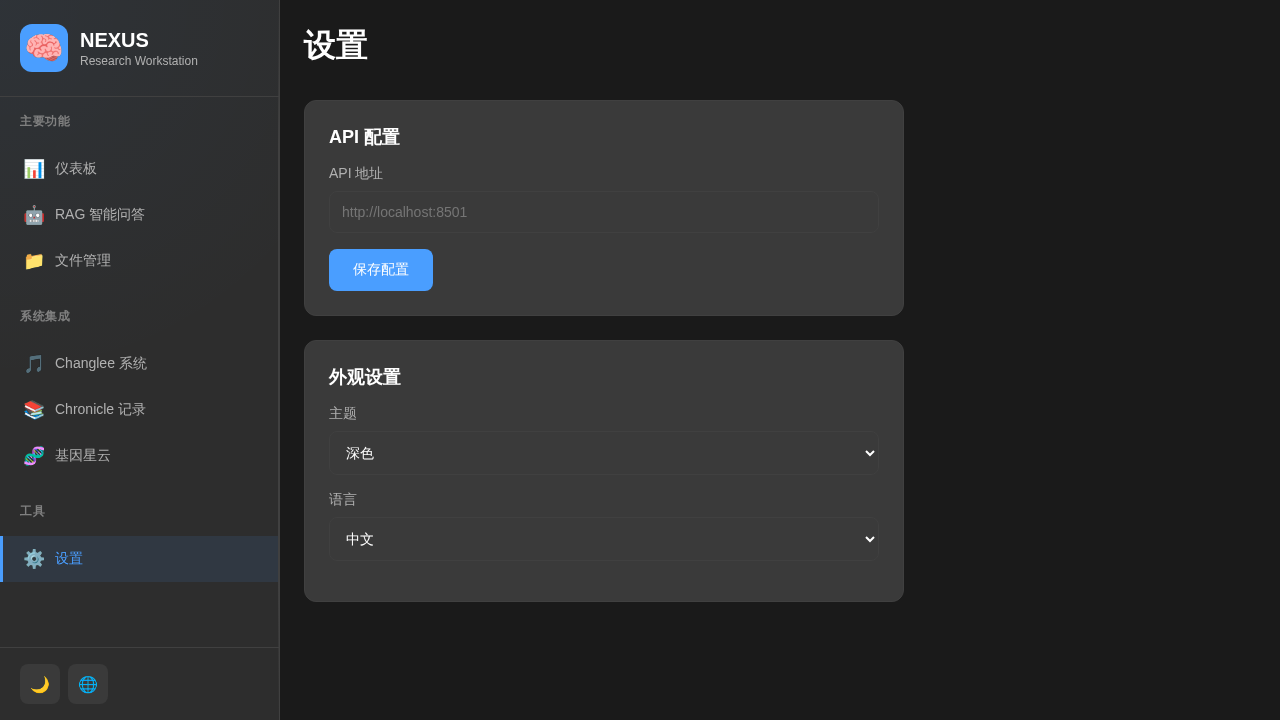 NEXUS
Research Workstation
主要功能
仪表板
RAG 智能问答
文件管理
系统集成
Changlee 系统
Chronicle 记录
基因星云
工具
设置
设置
API 配置
API 地址
http://localhost:8501
保存配置
外观设置
主题
深色
语言
中文